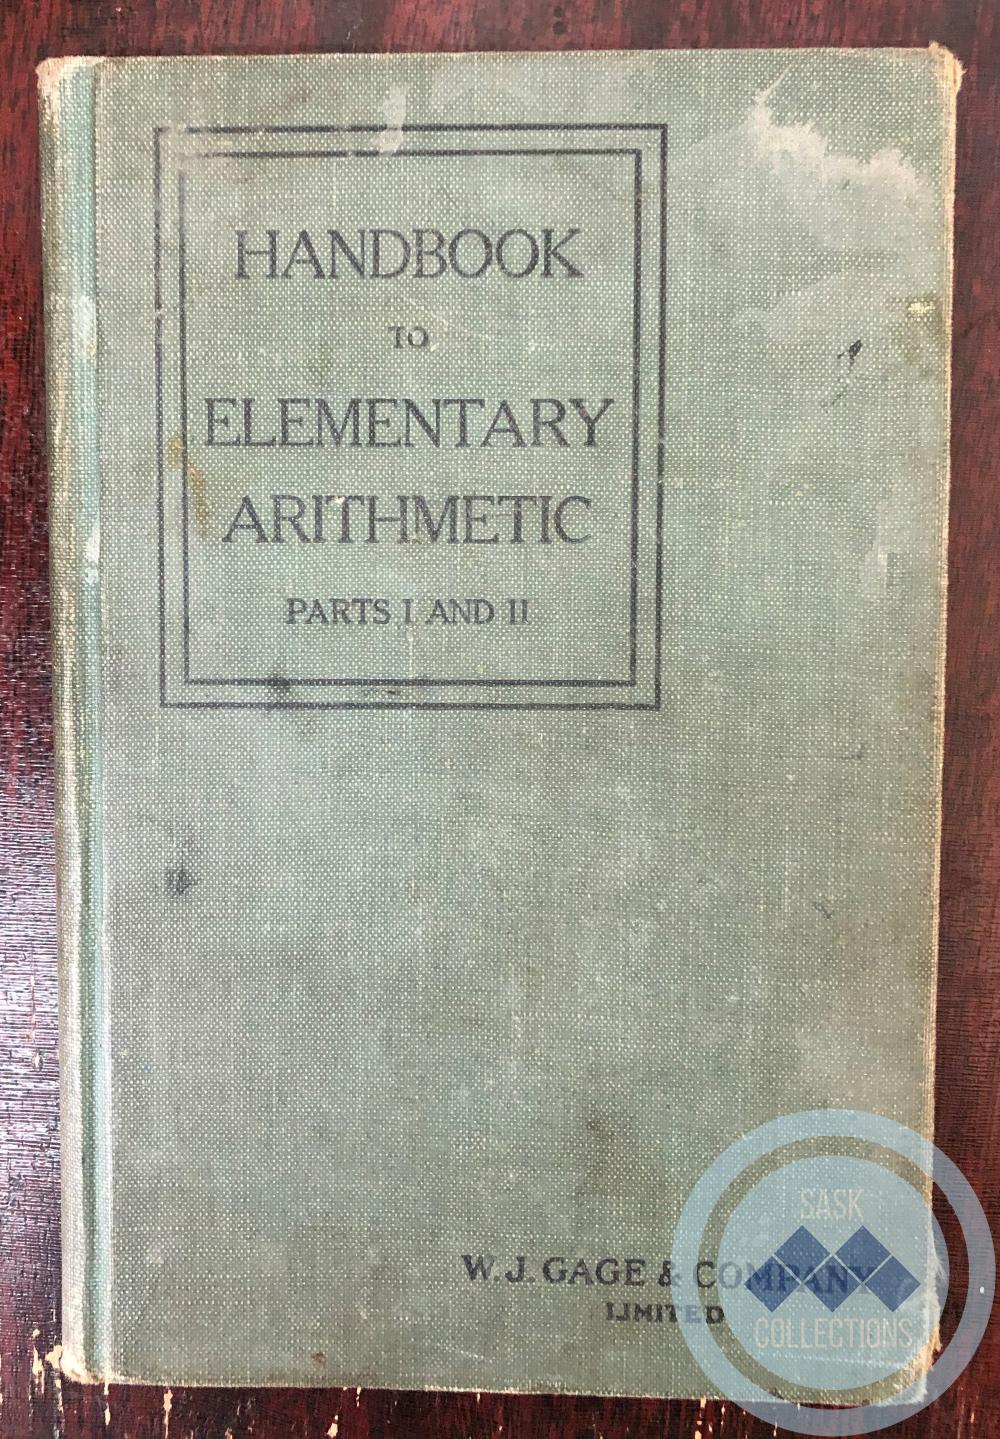 HANDBOOK
TO
ELEMENTARY
ARITHMETIC
PARTS I AND II
W. J. GAGE & COMPANY
LIMITED
SASK
COLLECTIONS